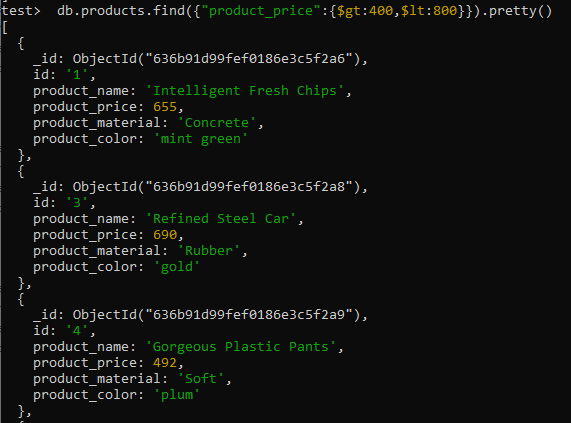 test>  db.products.find({"product_price":{$gt:400,$lt:800}}).pretty()
[
  {
    _id: ObjectId("636b91d99fef0186e3c5f2a6"),
    id: '1',
    product_name: 'Intelligent Fresh Chips',
    product_price: 655,
    product_material: 'Concrete',
    product_color: 'mint green'
  },
  {
    _id: ObjectId("636b91d99fef0186e3c5f2a8"),
    id: '3',
    product_name: 'Refined Steel Car',
    product_price: 690,
    product_material: 'Rubber',
    product_color: 'gold'
  },
  {
    _id: ObjectId("636b91d99fef0186e3c5f2a9"),
    id: '4',
    product_name: 'Gorgeous Plastic Pants',
    product_price: 492,
    product_material: 'Soft',
    product_color: 'plum'
  },